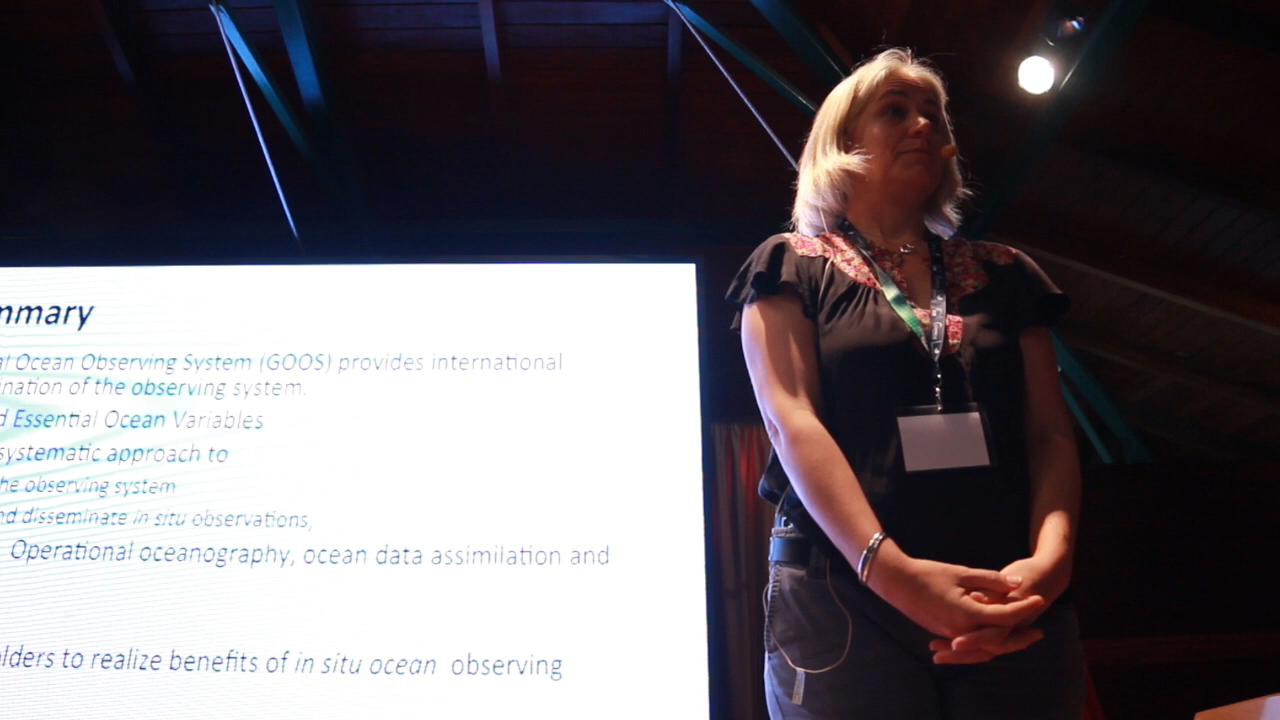 mmary
al Ocean Observing System (GOOS) provides international
ination of the observing system.
d Essential Ocean Variables
systematic approach to
he observing system
nd disseminate in situ observations,
Operational oceanography, ocean data assimilation and
lders to realize benefits of in situ ocean observing